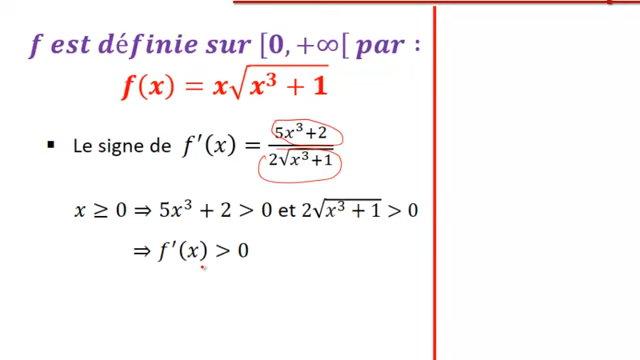 f est définie sur [0, +∞[ par :
f(x) = x√(x³ + 1)
▪ Le signe de f′(x) = (5x³+2)/(2√(x³+1))
x ≥ 0 ⇒ 5x³ + 2 > 0 et 2√(x³ + 1) > 0
⇒ f′(x) > 0